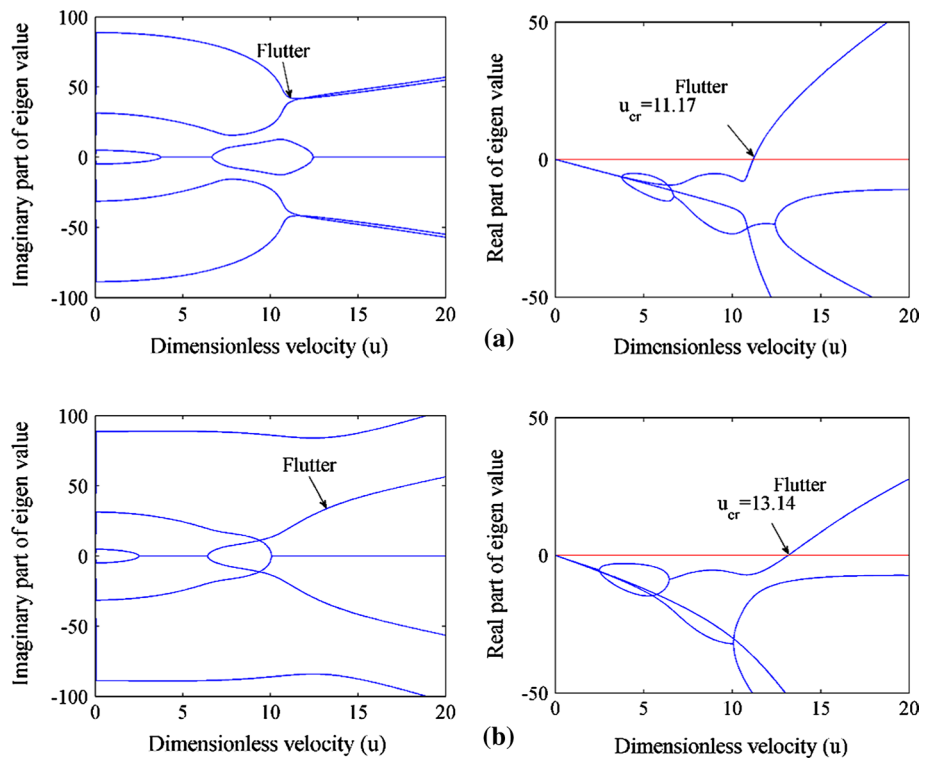 Imaginary part of eigen value
100
50
0
-50
-100
Flutter
0 5 10 15 20
Dimensionless velocity (u)
Real part of eigen value
50
0
-50
Flutter
u_cr=11.17
0 5 10 15 20
Dimensionless velocity (u)
(a)
Imaginary part of eigen value
100
50
0
-50
-100
Flutter
0 5 10 15 20
Dimensionless velocity (u)
Real part of eigen value
50
0
-50
Flutter
u_cr=13.14
0 5 10 15 20
Dimensionless velocity (u)
(b)